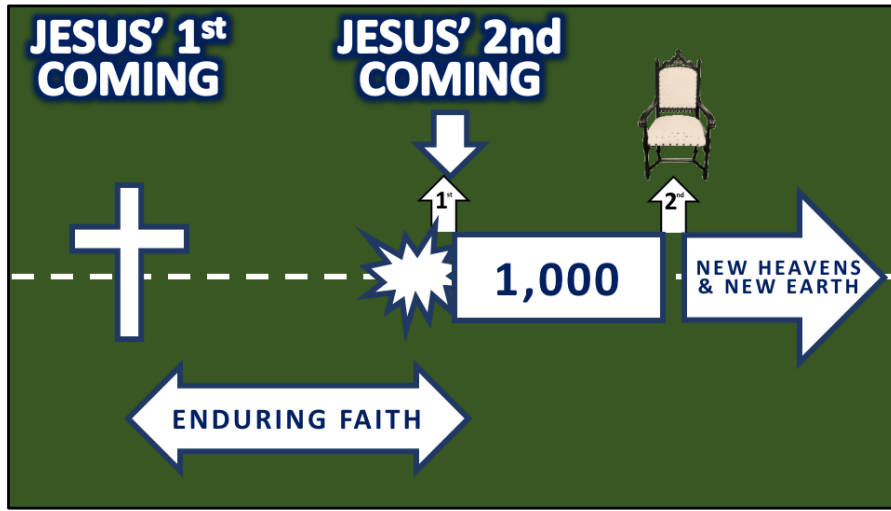 JESUS' 1st
COMING
JESUS' 2nd
COMING
1st
2nd
1,000
NEW HEAVENS
& NEW EARTH
ENDURING FAITH